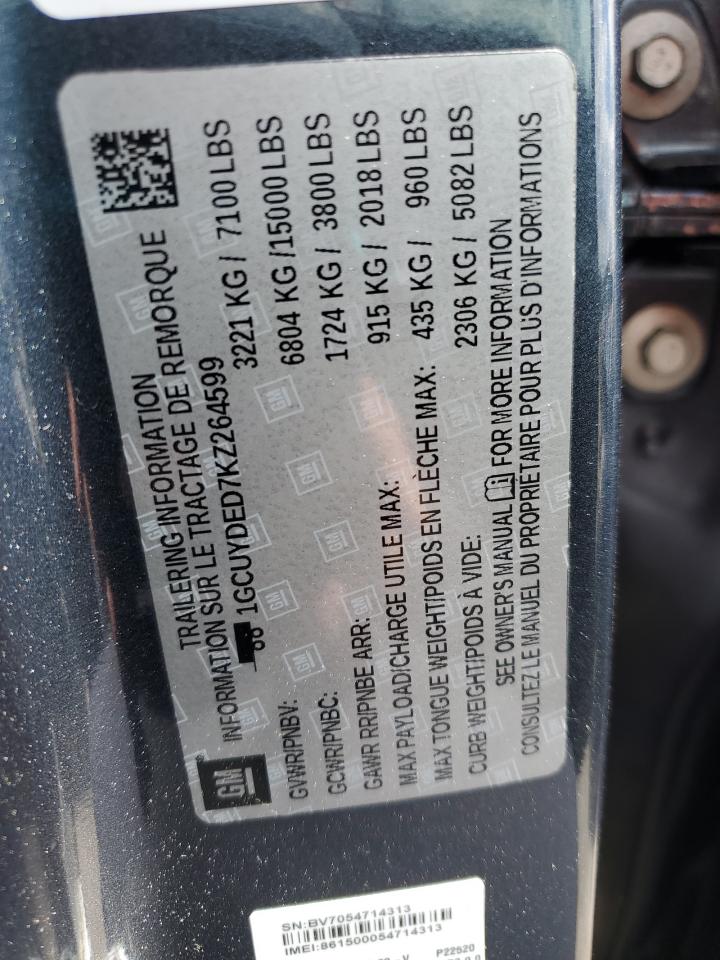 GM
TRAILERING INFORMATION
INFORMATION SUR LE TRACTAGE DE REMORQUE
1GCUYDED7KZ264599
GVWR/PNBV: 3221 KG / 7100 LBS
GCWR/PNBC: 6804 KG /15000 LBS
GAWR RR/PNBE ARR: 1724 KG / 3800 LBS
MAX PAYLOAD/CHARGE UTILE MAX: 915 KG / 2018 LBS
MAX TONGUE WEIGHT/POIDS EN FLÈCHE MAX: 435 KG / 960 LBS
CURB WEIGHT/POIDS À VIDE: 2306 KG / 5082 LBS
SEE OWNER'S MANUAL FOR MORE INFORMATION
CONSULTEZ LE MANUEL DU PROPRIÉTAIRE POUR PLUS D'INFORMATIONS
SN:BV7054714313
IMEI:861500054714313
P22520